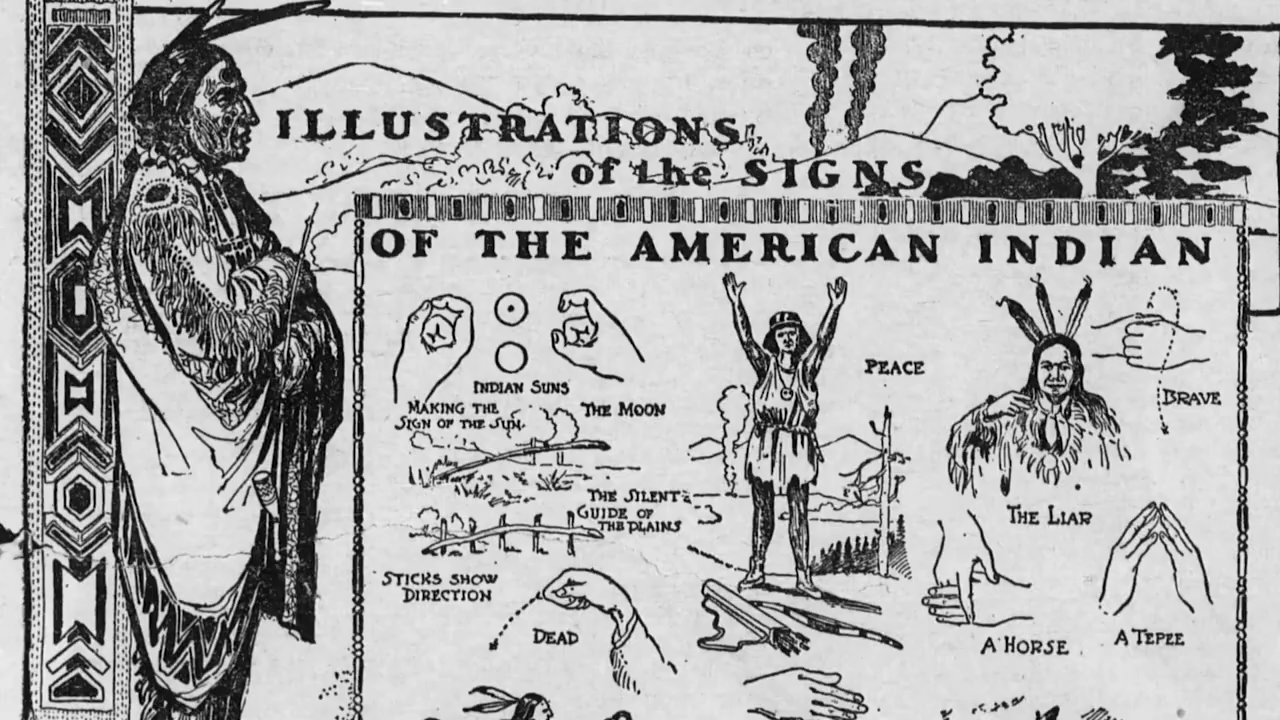 ILLUSTRATIONS
of the SIGNS
OF THE AMERICAN INDIAN
INDIAN SUNS
MAKING THE
SIGN OF THE SUN.
THE MOON
PEACE
BRAVE
THE SILENT
GUIDE OF
THE PLAINS
THE LIAR
STICKS SHOW
DIRECTION
DEAD
A HORSE
A TEPEE